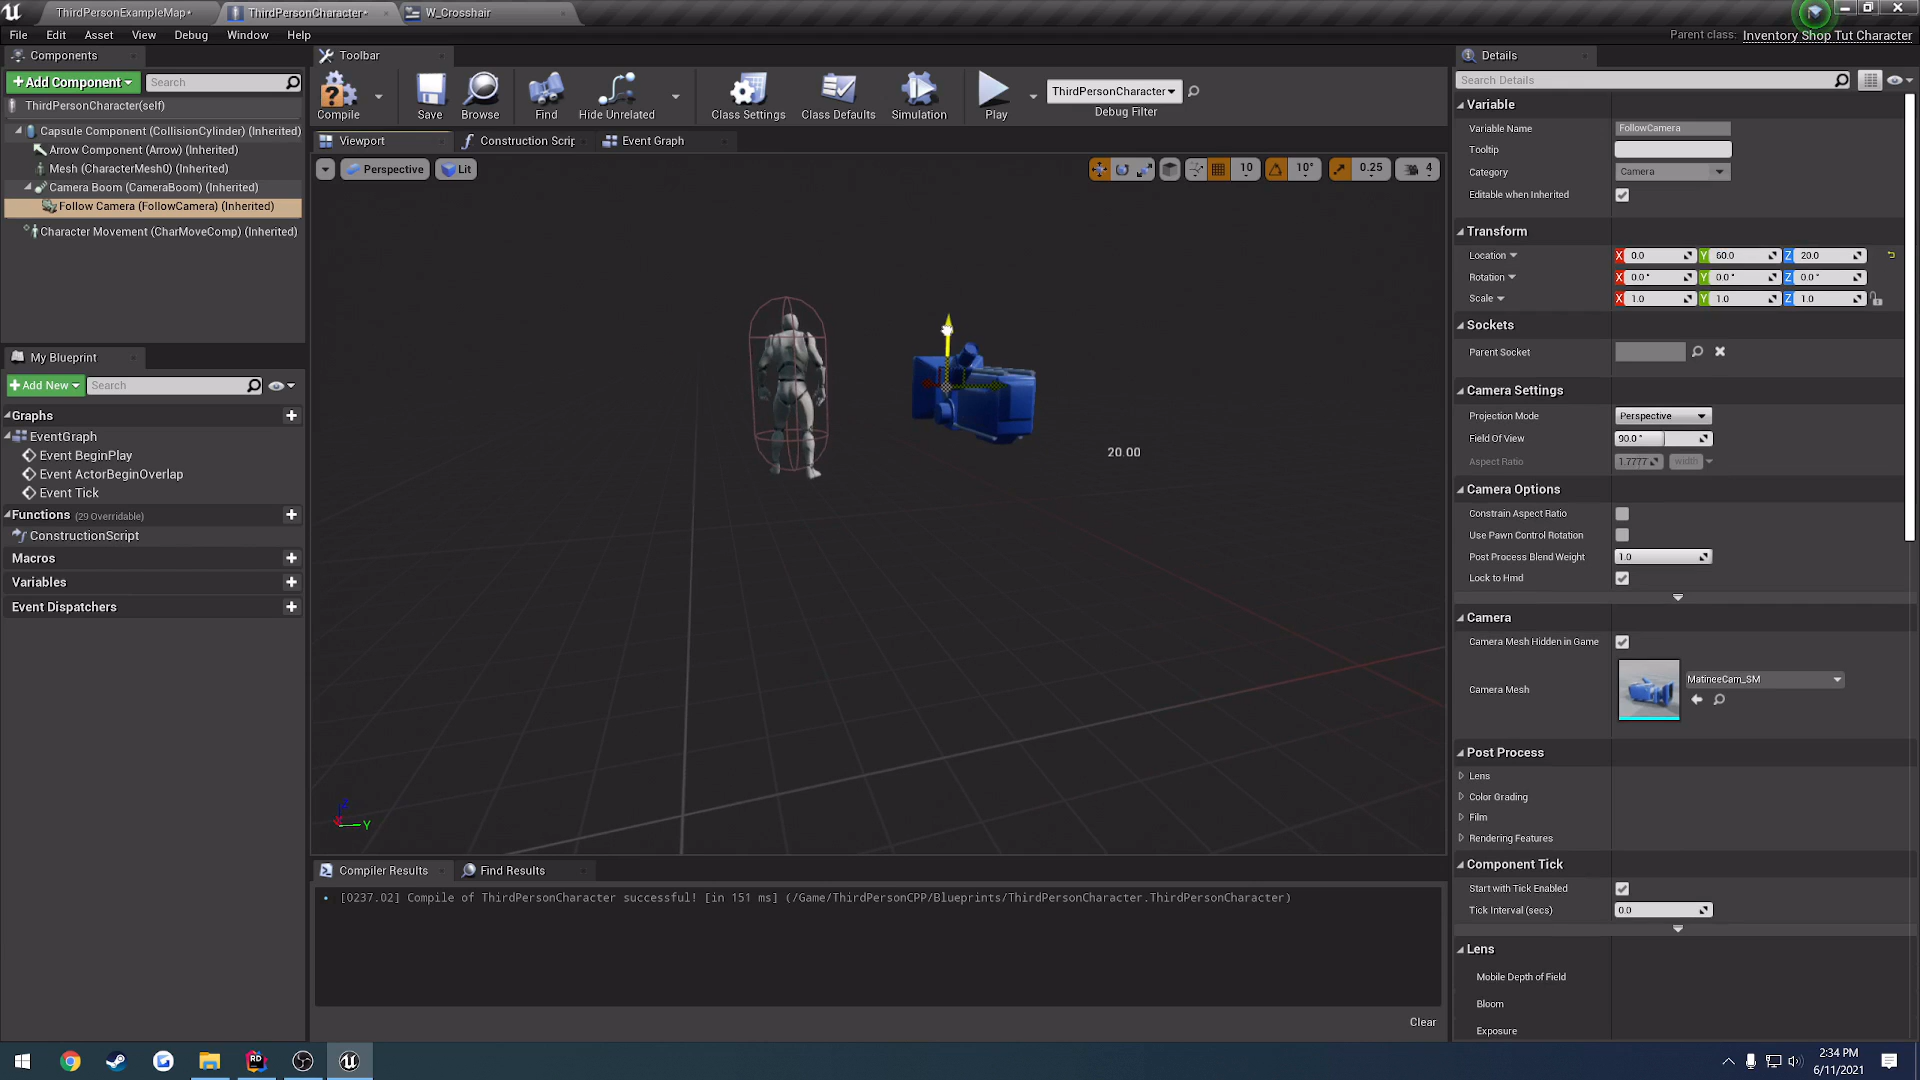 ThirdPersonExampleMap*
ThirdPersonCharacter*
W_Crosshair
File
Edit
Asset
View
Debug
Window
Help
Parent class:
Inventory Shop Tut Character
Components
+Add Component
Search
ThirdPersonCharacter(self)
Capsule Component (CollisionCylinder) (Inherited)
Arrow Component (Arrow) (Inherited)
Mesh (CharacterMesh0) (Inherited)
Camera Boom (CameraBoom) (Inherited)
Follow Camera (FollowCamera) (Inherited)
Character Movement (CharMoveComp) (Inherited)
My Blueprint
+Add New
Search
Graphs
EventGraph
Event BeginPlay
Event ActorBeginOverlap
Event Tick
Functions (29 Overridable)
ConstructionScript
Macros
Variables
Event Dispatchers
Toolbar
Compile
Save
Browse
Find
Hide Unrelated
Class Settings
Class Defaults
Simulation
Play
ThirdPersonCharacter
Debug Filter
Viewport
Construction Scrip
Event Graph
Perspective
Lit
10
10°
0.25
4
20.00
Z
Y
Compiler Results
Find Results
[0237.02] Compile of ThirdPersonCharacter successful! [in 151 ms] (/Game/ThirdPersonCPP/Blueprints/ThirdPersonCharacter.ThirdPersonCharacter)
Clear
Details
Search Details
Variable
Variable Name
FollowCamera
Tooltip
Category
Camera
Editable when Inherited
Transform
Location X 0.0 Y 60.0 Z 20.0
Rotation X 0.0 ° Y 0.0 ° Z 0.0 °
Scale X 1.0 Y 1.0 Z 1.0
Sockets
Parent Socket
Camera Settings
Projection Mode
Perspective
Field Of View
90.0 °
Aspect Ratio
1.7777
width
Camera Options
Constrain Aspect Ratio
Use Pawn Control Rotation
Post Process Blend Weight
1.0
Lock to Hmd
Camera
Camera Mesh Hidden in Game
Camera Mesh
MatineeCam_SM
Post Process
Lens
Color Grading
Film
Rendering Features
Component Tick
Start with Tick Enabled
Tick Interval (secs)
0.0
Lens
Mobile Depth of Field
Bloom
Exposure
RD
2:34 PM
6/11/2021